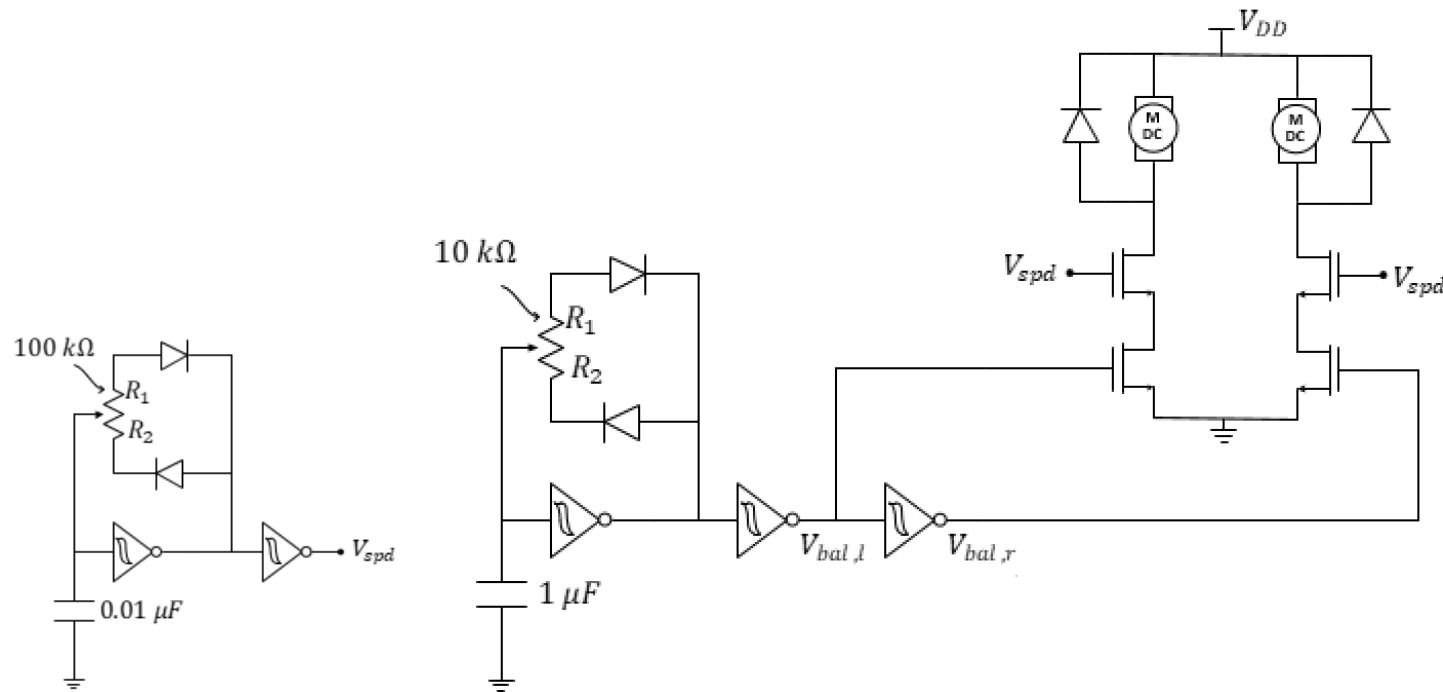 V_DD
M
DC
M
DC
10 kΩ
V_spd
V_spd
R_1
R_2
100 kΩ
R_1
R_2
V_spd
V_bal,l
V_bal,r
0.01 μF
1 μF